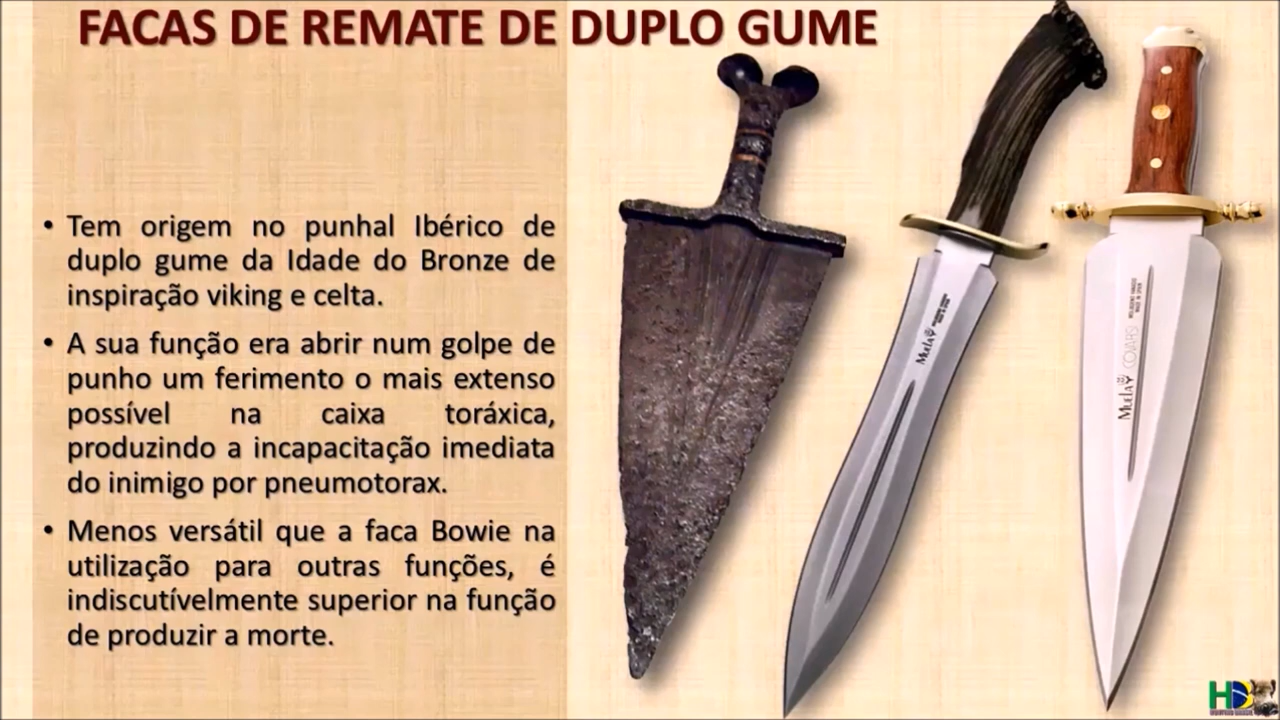 FACAS DE REMATE DE DUPLO GUME
• Tem origem no punhal Ibérico de
duplo gume da Idade do Bronze de
inspiração viking e celta.
• A sua função era abrir num golpe de
punho um ferimento o mais extenso
possível na caixa toráxica,
produzindo a incapacitação imediata
do inimigo por pneumotorax.
• Menos versátil que a faca Bowie na
utilização para outras funções, é
indiscutívelmente superior na função
de produzir a morte.
MUELA
MUELA